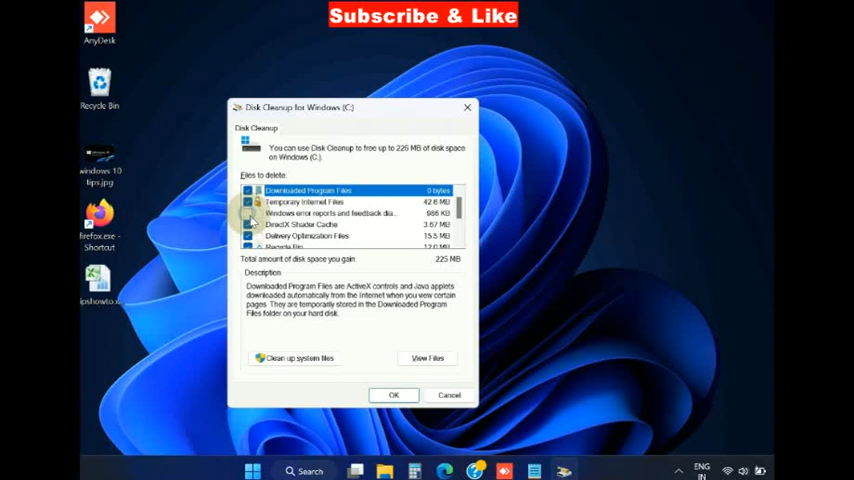 Subscribe & Like
AnyDesk
Recycle Bin
windows 10
tips.jpg
firefox.exe -
Shortcut
Disk Cleanup for Windows (C:)
Disk Cleanup
You can use Disk Cleanup to free up to 226 MB of disk space
on Windows (C:).
Files to delete:
Downloaded Program Files 0 bytes
Temporary Internet Files 42.6 MB
Windows error reports and feedback dia... 986 KB
DirectX Shader Cache 3.67 MB
Delivery Optimization Files 15.5 MB
Recycle Bin 12.0 MB
Total amount of disk space you gain: 225 MB
Description
Downloaded Program Files are ActiveX controls and Java applets
downloaded automatically from the Internet when you view certain
pages. They are temporarily stored in the Downloaded Program
Files folder on your hard disk.
Clean up system files View Files
OK Cancel
Search
ENG
IN